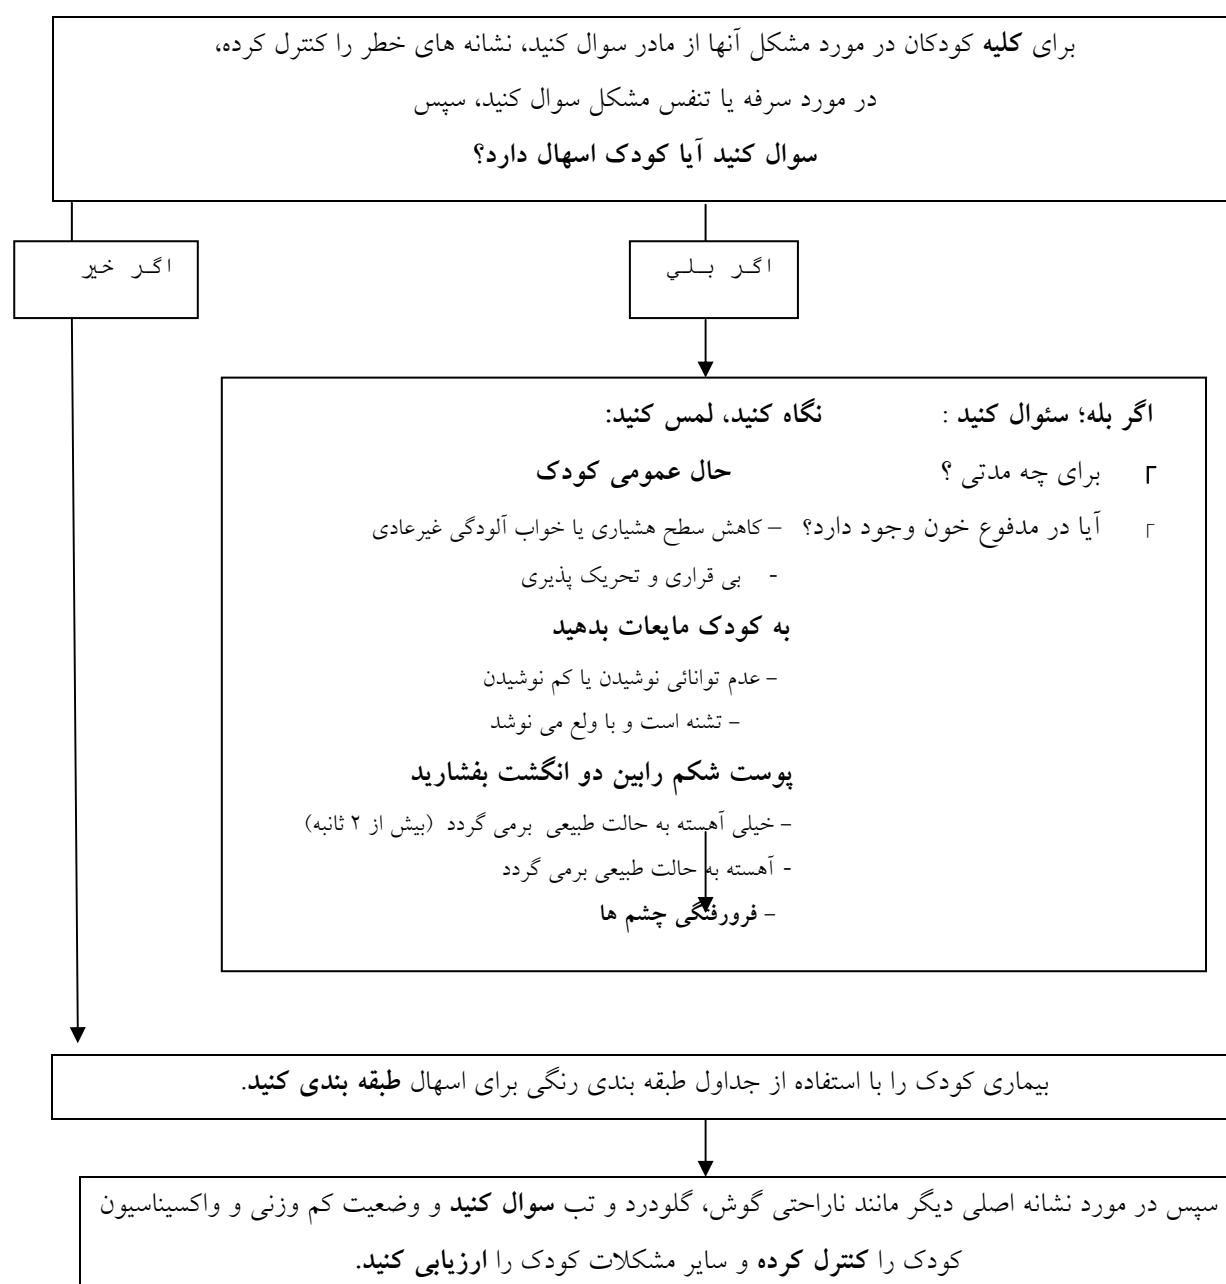 برای کلیه کودکان در مورد مشکل آنها از مادر سوال کنید، نشانه های خطر را کنترل کرده،
در مورد سرفه یا تنفس مشکل سوال کنید، سپس
سوال کنید آیا کودک اسهال دارد؟
اگر بلي
اگر خیر
اگر بله؛ سئوال کنید : نگاه کنید، لمس کنید:
برای چه مدتی ؟ حال عمومی کودک
آیا در مدفوع خون وجود دارد؟ – کاهش سطح هشیاری یا خواب آلودگی غیرعادی
- بی قراری و تحریک پذیری
به کودک مایعات بدهید
– عدم توانائی نوشیدن یا کم نوشیدن
– تشنه است و با ولع می نوشد
پوست شکم رابین دو انگشت بفشارید
– خیلی آهسته به حالت طبیعی برمی گردد (بیش از ۲ ثانیه)
- آهسته به حالت طبیعی برمی گردد
– فرورفتگی چشم ها
بیماری کودک را با استفاده از جداول طبقه بندی رنگی برای اسهال طبقه بندی کنید.
سپس در مورد نشانه اصلی دیگر مانند ناراحتی گوش، گلودرد و تب سوال کنید و وضعیت کم وزنی و واکسیناسیون
کودک را کنترل کرده و سایر مشکلات کودک را ارزیابی کنید.